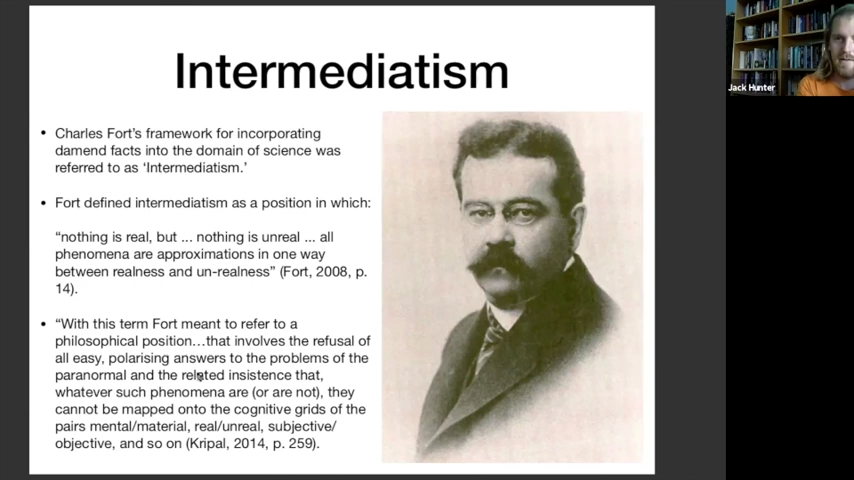 Intermediatism
Jack Hunter
• Charles Fort's framework for incorporating
damend facts into the domain of science was
referred to as 'Intermediatism.'
• Fort defined intermediatism as a position in which:
“nothing is real, but ... nothing is unreal ... all
phenomena are approximations in one way
between realness and un-realness” (Fort, 2008, p.
14).
• “With this term Fort meant to refer to a
philosophical position…that involves the refusal of
all easy, polarising answers to the problems of the
paranormal and the related insistence that,
whatever such phenomena are (or are not), they
cannot be mapped onto the cognitive grids of the
pairs mental/material, real/unreal, subjective/
objective, and so on (Kripal, 2014, p. 259).